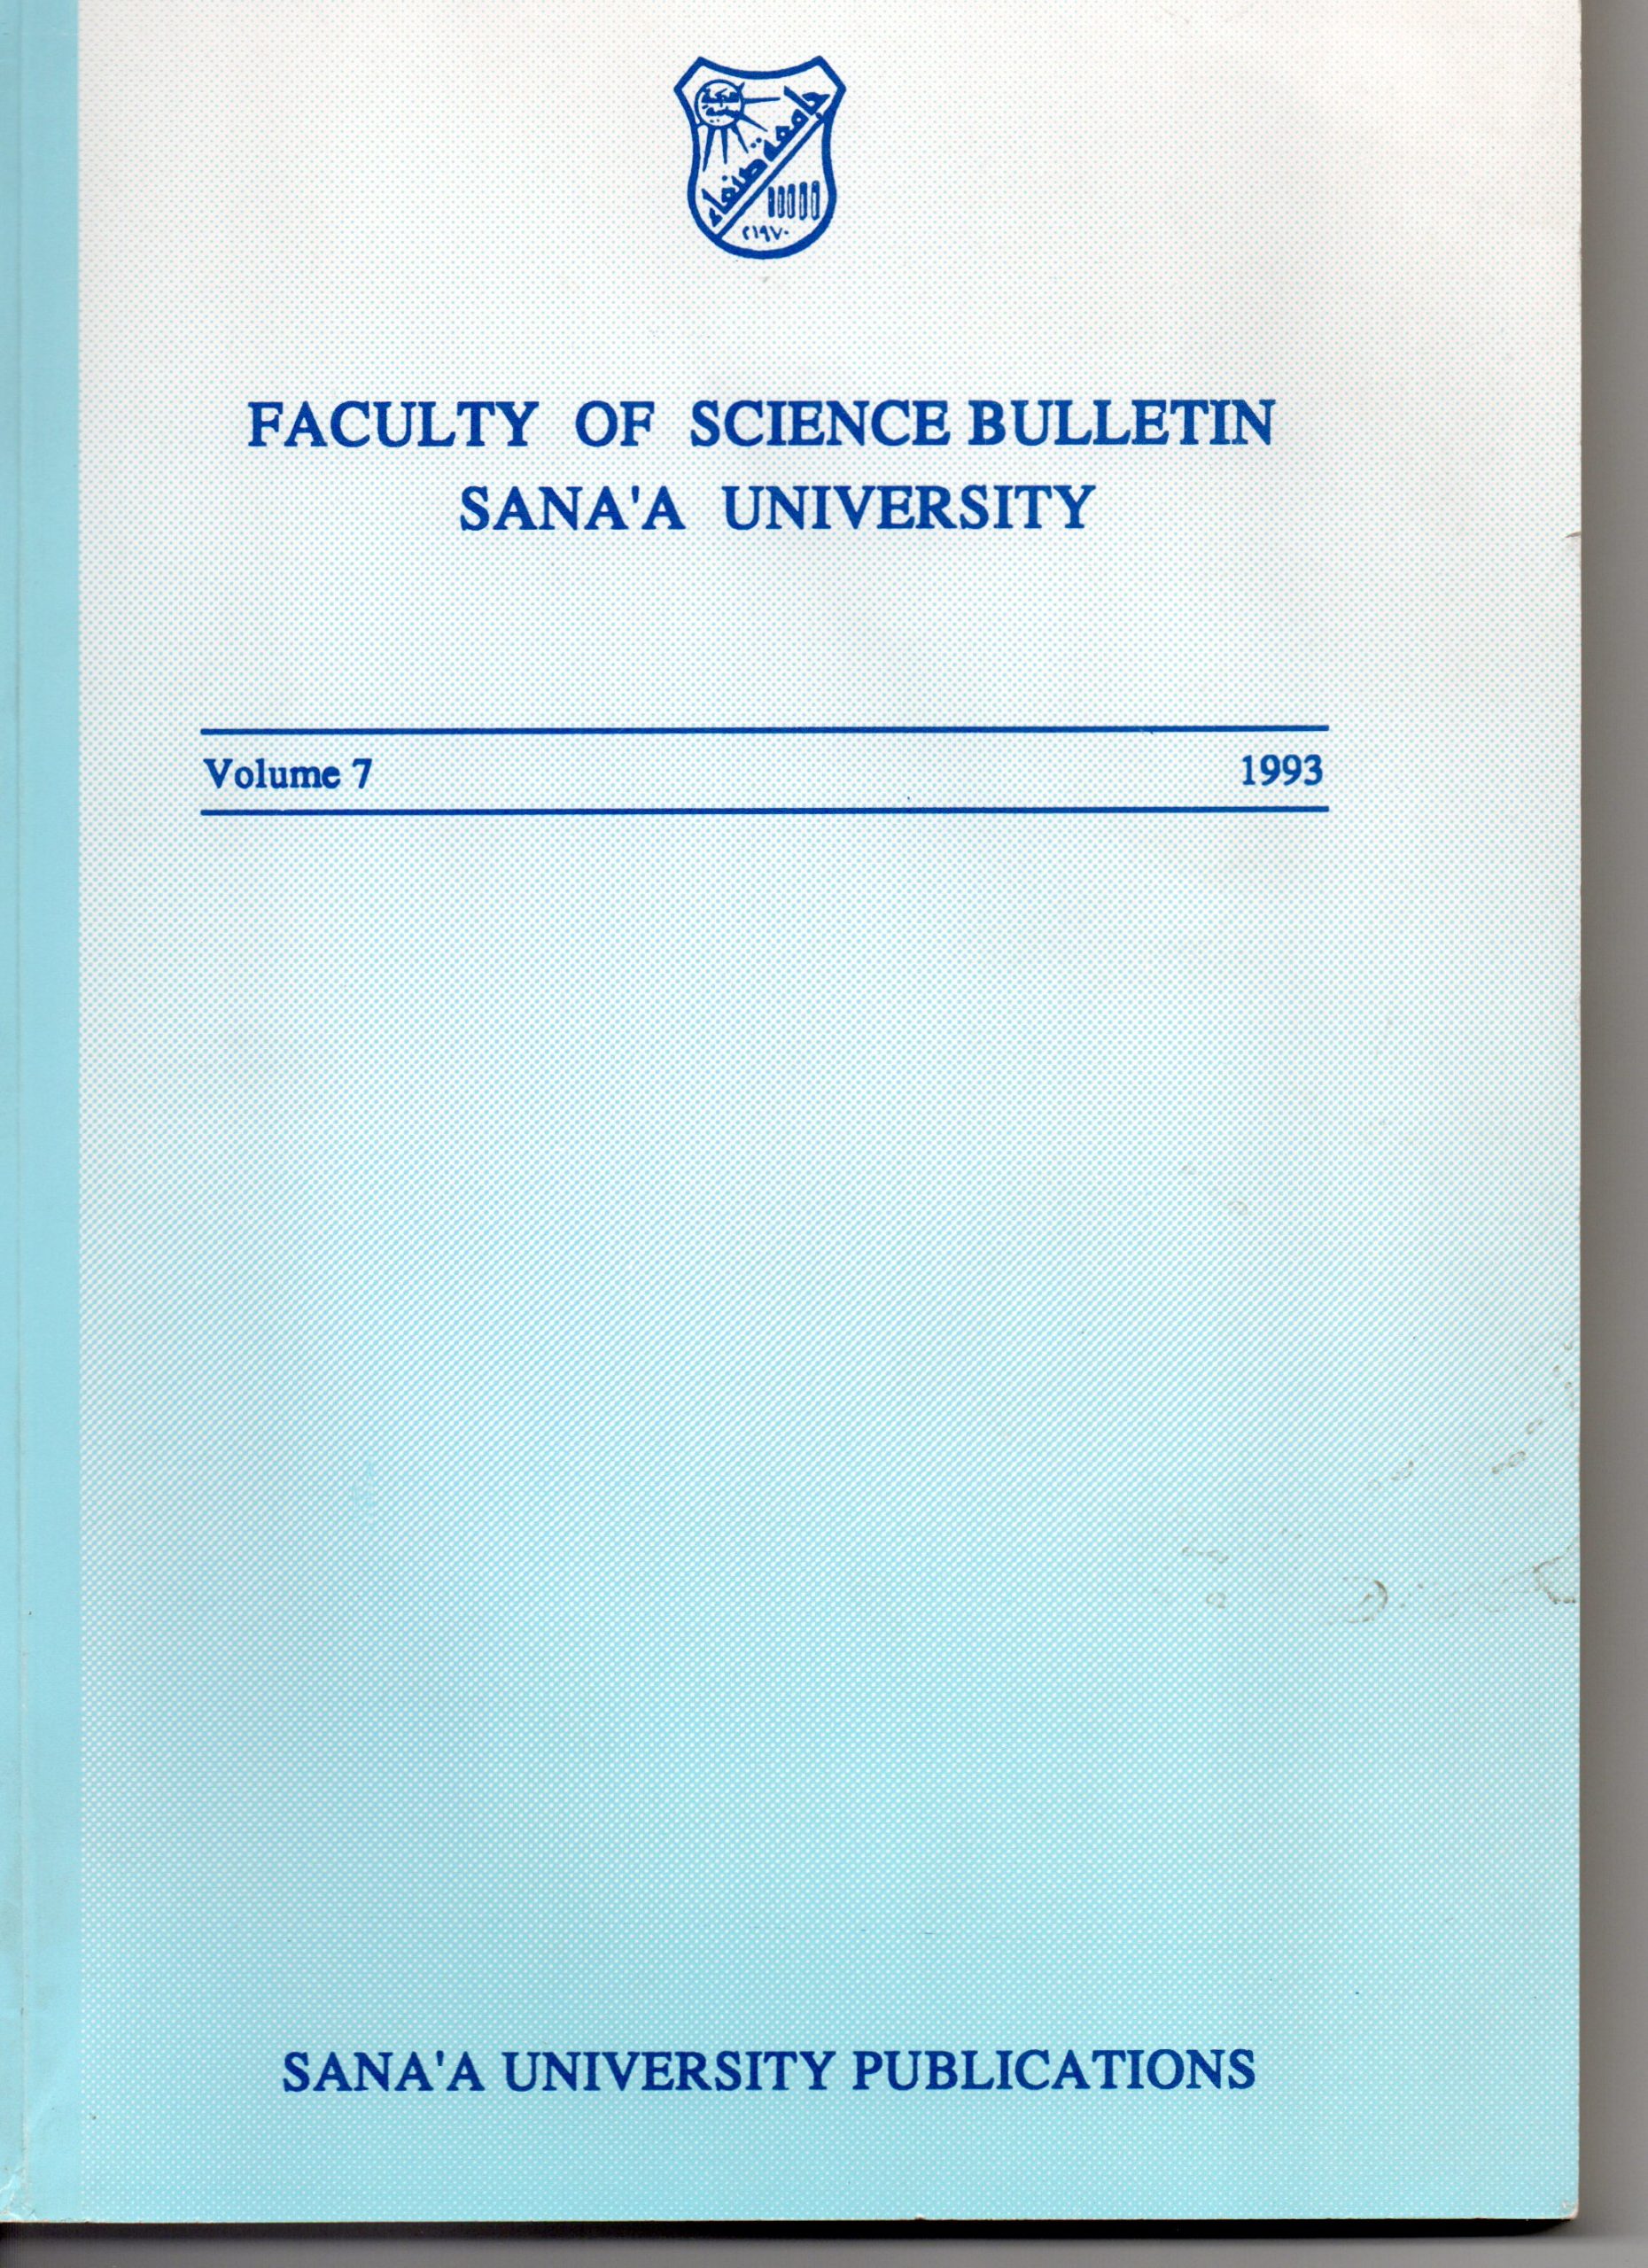 جامعة صنعاء
١٩٧٠م
FACULTY OF SCIENCE BULLETIN
SANA'A UNIVERSITY
Volume 7 1993
SANA'A UNIVERSITY PUBLICATIONS